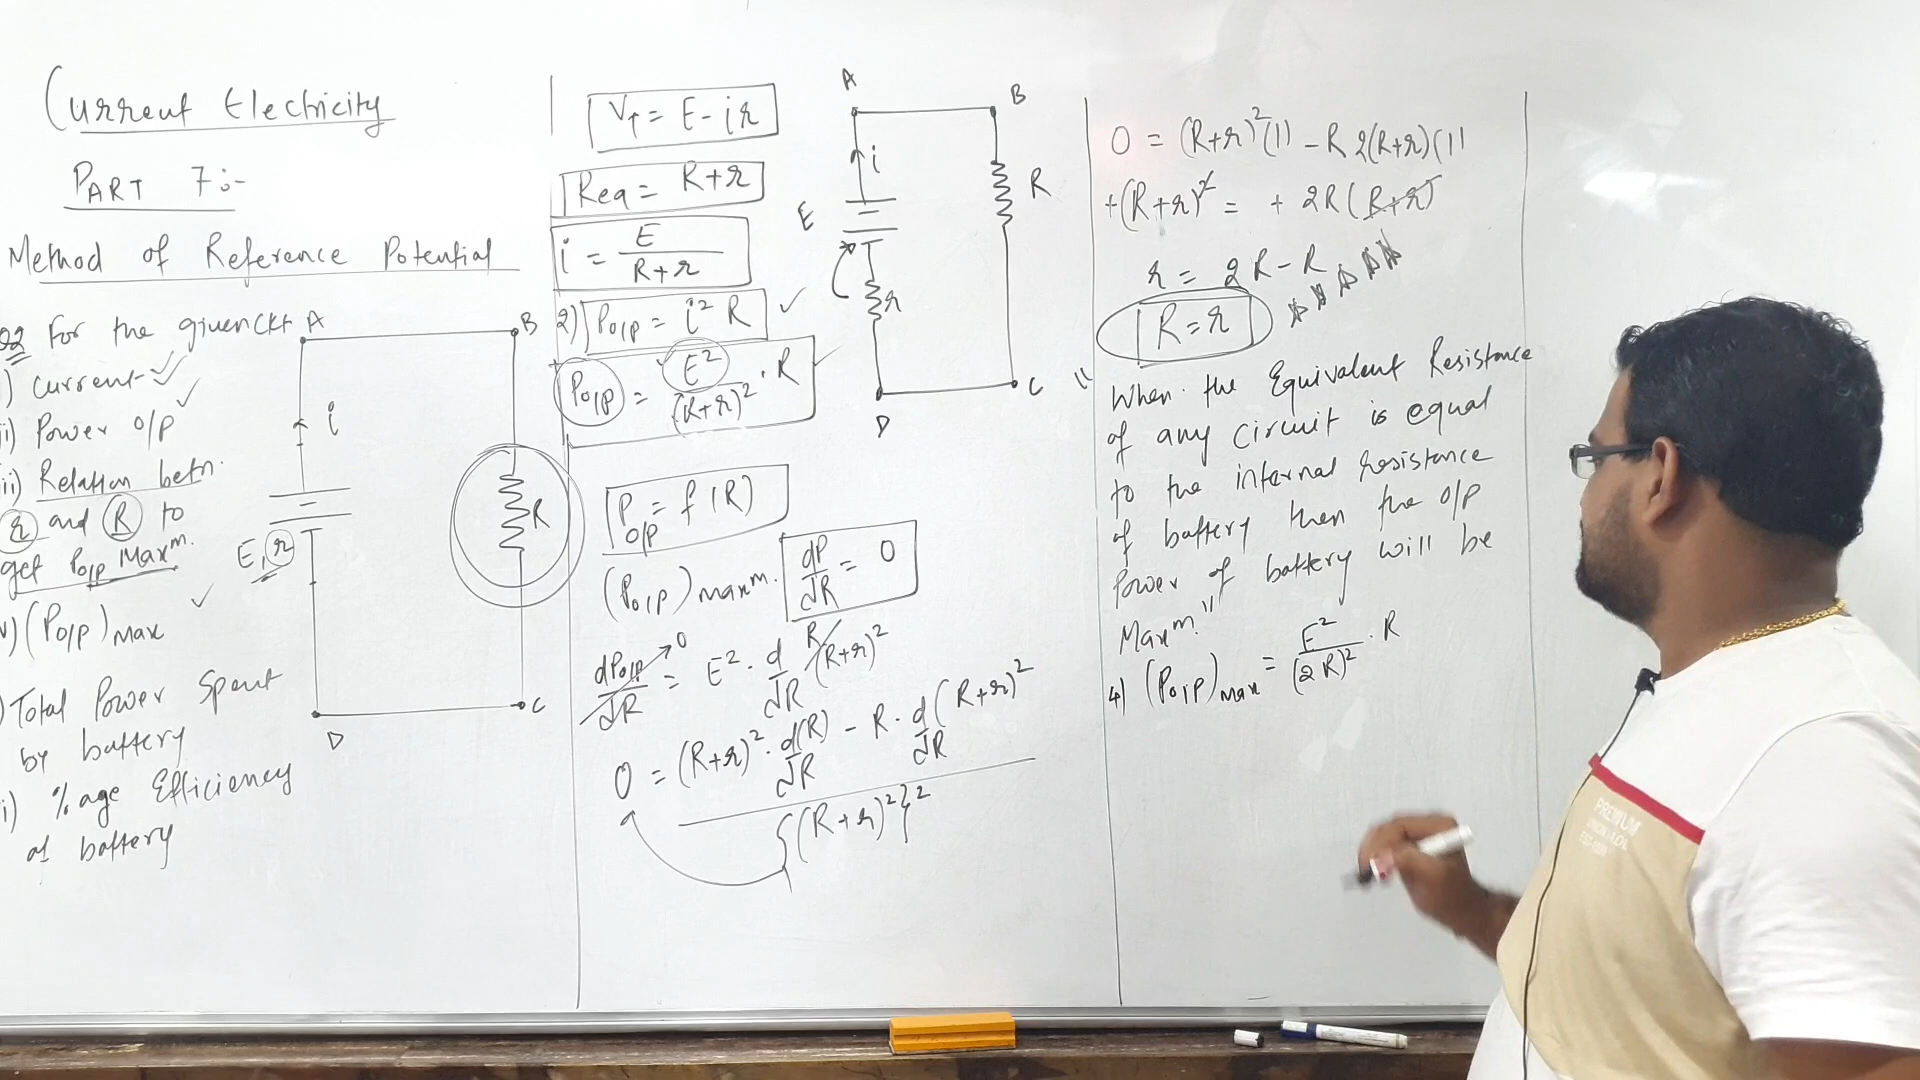 Current Electricity
PART 7:-
Method of Reference Potential
Q2 For the given Ckt
i) Current ✓
ii) Power O/P ✓
iii) Relation betn.
r and R to
get Po/p Maxm.
v) (Po/p) Max ✓
) Total Power Spent
by battery
i) %age Efficiency
of battery
A
B
i
R
E, r
D
C
VT = E - ir
Req = R+r
i = E / R+r
2) Po/p = i² R ✓
Po/p = E² / (R+r)² . R
Po/p = f(R)
(Po/p) maxm. dP/dR = 0
dPo/p/dR → 0 = E² . d/dR R/(R+r)²
0 = (R+r)² . d(R)/dR - R . d/dR (R+r)²
{(R+r)²}²
A
B
i
E
R
r
D
C
0 = (R+r)²(1) - R 2(R+r)(1)
+(R+r)² = + 2R (R+r)
r = 2R - R
R = r
"When the Equivalent Resistance
of any Circuit is equal
to the internal resistance
of battery then the O/P
Power of battery will be
Maxm."
4) (Po/p) max = E² / (2R)² . R
PREMIUM